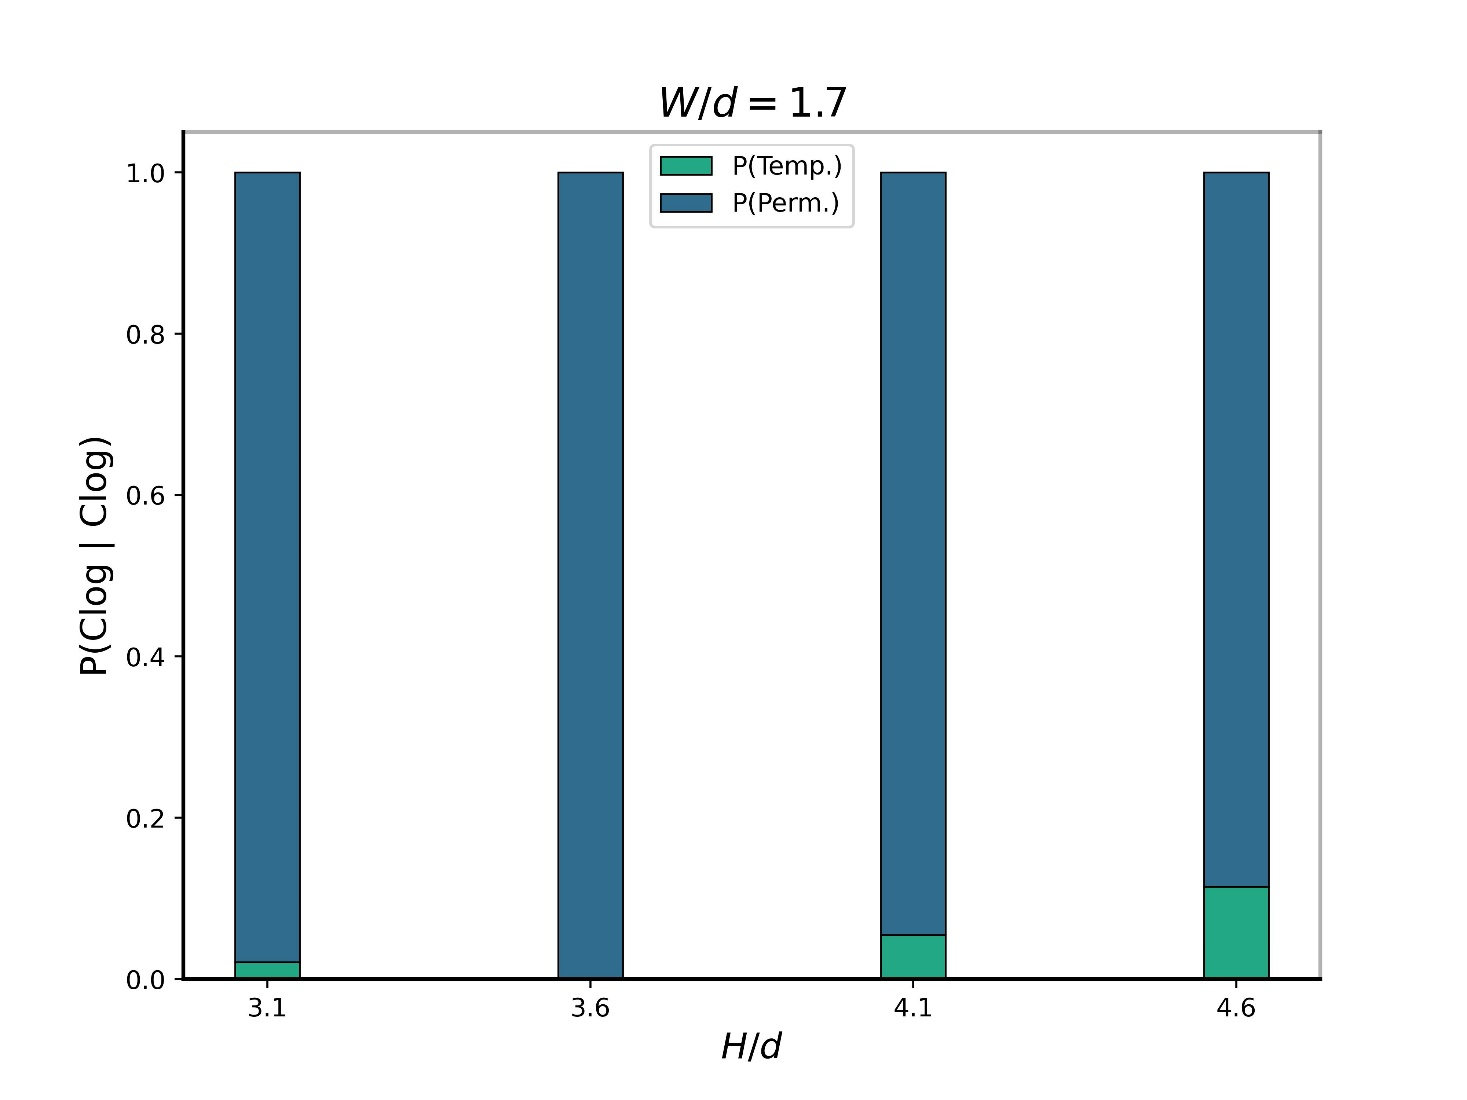 W/d = 1.7
P(Temp.)
P(Perm.)
P(Clog | Clog)
1.0
0.8
0.6
0.4
0.2
0.0
3.1 3.6 4.1 4.6
H/d